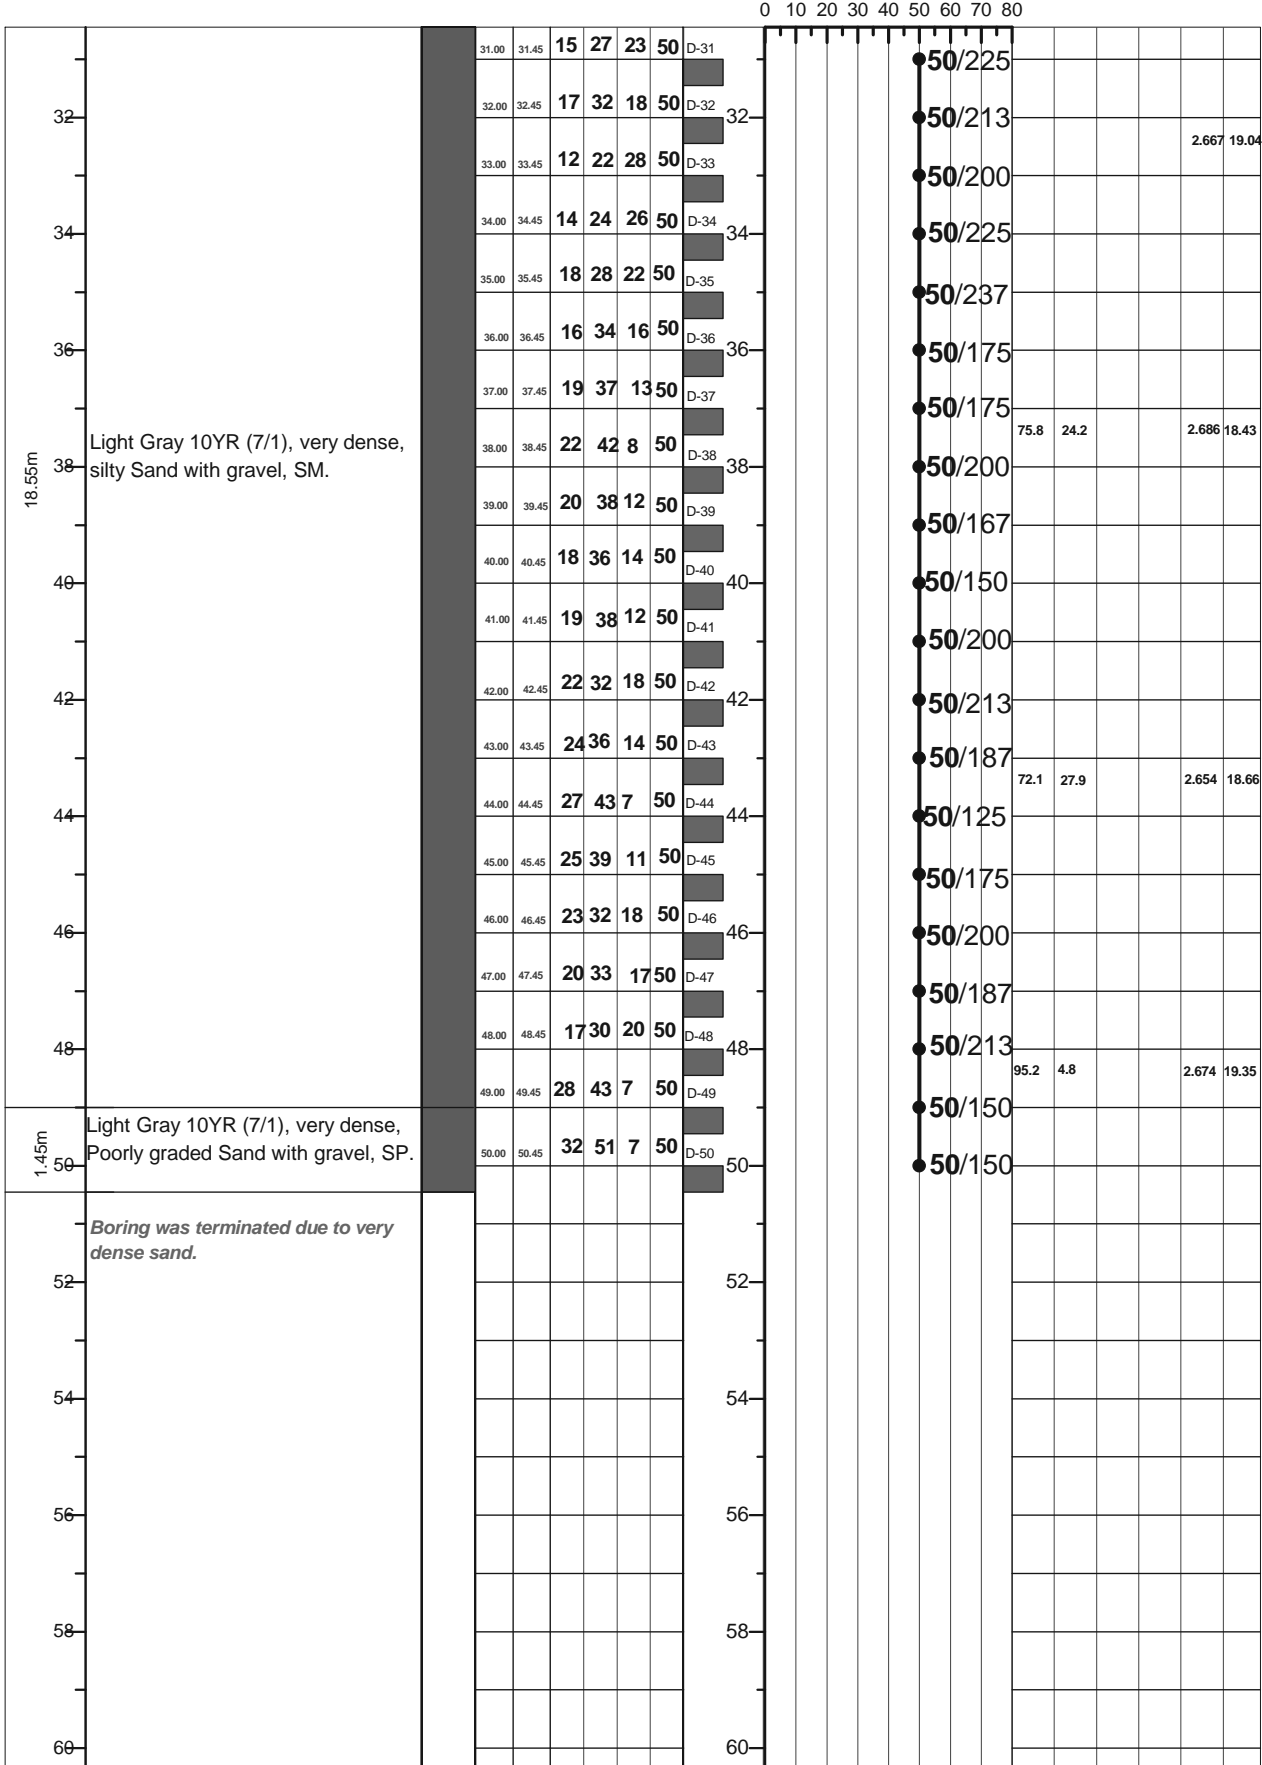 0 10 20 30 40 50 60 70 80
31.00 31.45 15 27 23 50 D-31 50/225
32.00 32.45 17 32 18 50 D-32
32 32 50/213
2.667 19.04
33.00 33.45 12 22 28 50 D-33 50/200
34.00 34.45 14 24 26 50 D-34
34 34 50/225
35.00 35.45 18 28 22 50 D-35 50/237
36.00 36.45 16 34 16 50 D-36
36 36 50/175
37.00 37.45 19 37 13 50 D-37 50/175
75.8 24.2 2.686 18.43
Light Gray 10YR (7/1), very dense,
silty Sand with gravel, SM.
18.55m
38.00 38.45 22 42 8 50 D-38
38 38 50/200
39.00 39.45 20 38 12 50 D-39 50/167
40.00 40.45 18 36 14 50 D-40
40 40 50/150
41.00 41.45 19 38 12 50 D-41 50/200
42.00 42.45 22 32 18 50 D-42
42 42 50/213
43.00 43.45 24 36 14 50 D-43 50/187
72.1 27.9 2.654 18.66
44.00 44.45 27 43 7 50 D-44
44 44 50/125
45.00 45.45 25 39 11 50 D-45 50/175
46.00 46.45 23 32 18 50 D-46
46 46 50/200
47.00 47.45 20 33 17 50 D-47 50/187
48.00 48.45 17 30 20 50 D-48
48 48 50/213
95.2 4.8 2.674 19.35
49.00 49.45 28 43 7 50 D-49 50/150
Light Gray 10YR (7/1), very dense,
Poorly graded Sand with gravel, SP.
1.45m
50.00 50.45 32 51 7 50 D-50
50 50 50/150
Boring was terminated due to very
dense sand.
52 52
54 54
56 56
58 58
60 60